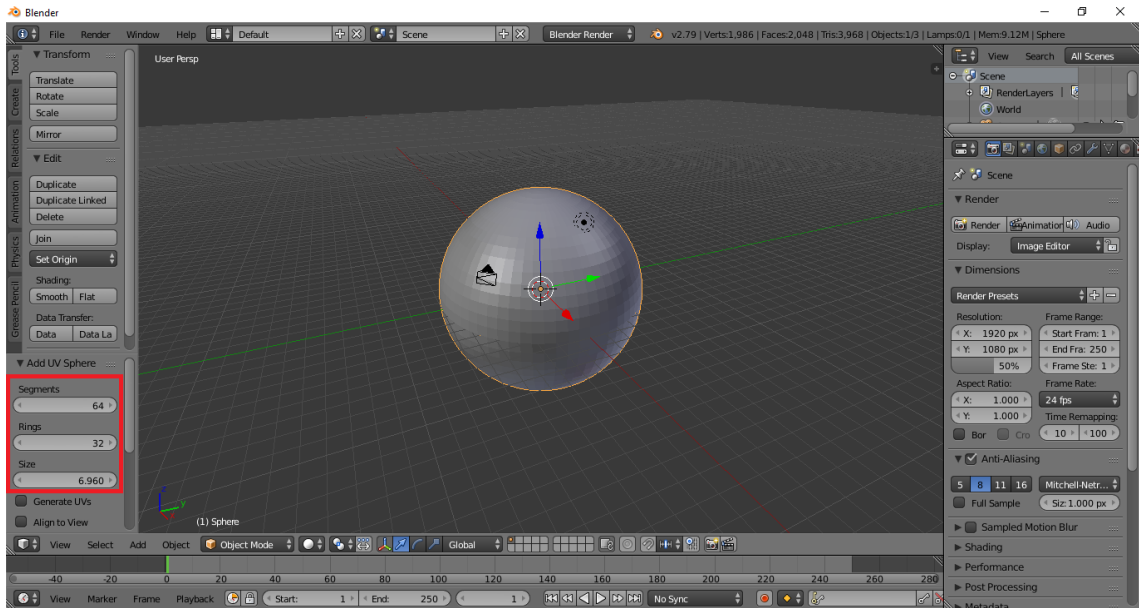 Blender
File Render Window Help Default Scene Blender Render v2.79 | Verts:1,986 | Faces:2,048 | Tris:3,968 | Objects:1/3 | Lamps:0/1 | Mem:9.12M | Sphere
Tools
Create
Relations
Animation
Physics
Grease Pencil
Transform
Translate
Rotate
Scale
Mirror
Edit
Duplicate
Duplicate Linked
Delete
Join
Set Origin
Shading:
Smooth Flat
Data Transfer:
Data Data La
Add UV Sphere
Segments
64
Rings
32
Size
6.960
Generate UVs
Align to View
User Persp
z
y
(1) Sphere
View Search All Scenes
Scene
RenderLayers |
World
Scene
Render
Render Animation Audio
Display: Image Editor
Dimensions
Render Presets
Resolution: Frame Range:
X: 1920 px Start Fram: 1
Y: 1080 px End Fra: 250
50% Frame Ste: 1
Aspect Ratio: Frame Rate:
X: 1.000 24 fps
Y: 1.000 Time Remapping:
Bor Cro 10 100
Anti-Aliasing
5 8 11 16 Mitchell-Netr...
Full Sample Siz: 1.000 px
Sampled Motion Blur
Shading
Performance
Post Processing
Metadata
View Select Add Object Object Mode Global
-40 -20 0 20 40 60 80 100 120 140 160 180 200 220 240 260 280
View Marker Frame Playback Start: 1 End: 250 1 No Sync